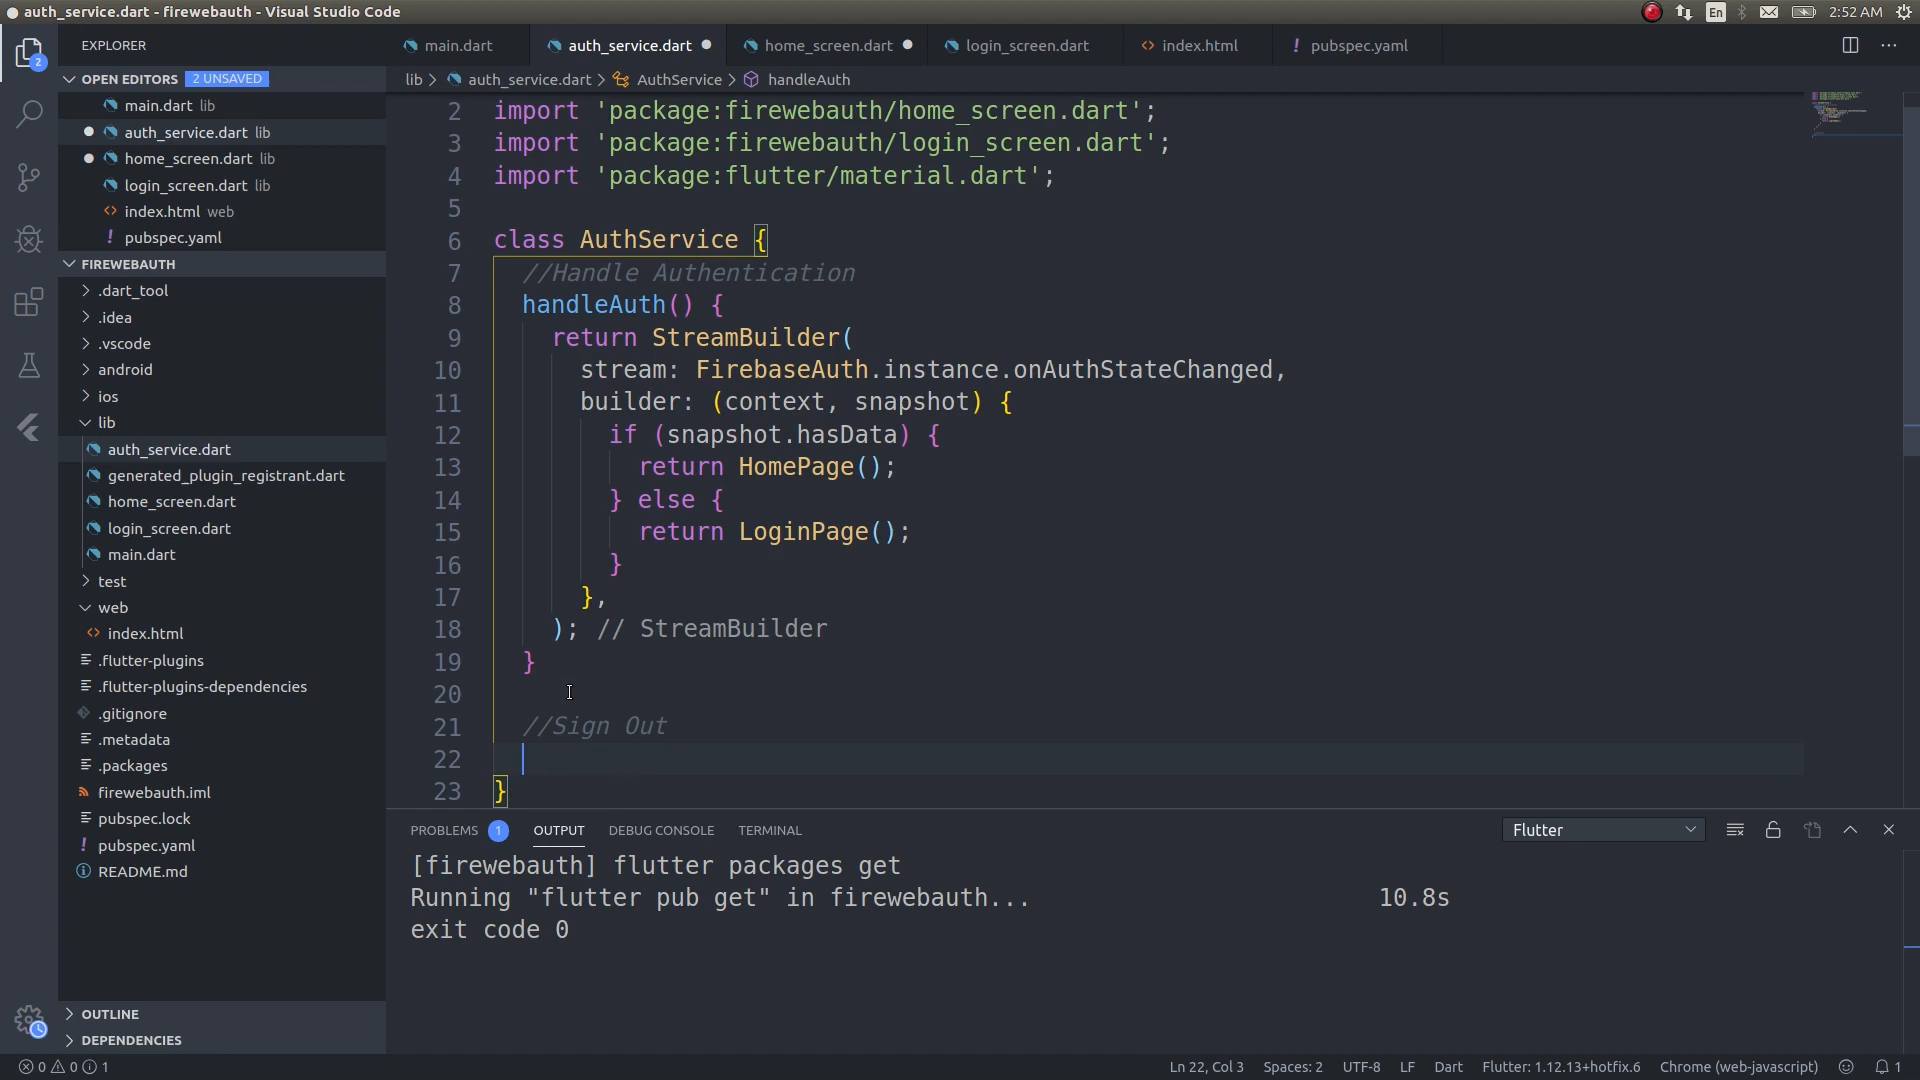 auth_service.dart - firewebauth - Visual Studio Code
En
2:52 AM
EXPLORER
OPEN EDITORS 2 UNSAVED
main.dart lib
auth_service.dart lib
home_screen.dart lib
login_screen.dart lib
index.html web
pubspec.yaml
FIREWEBAUTH
.dart_tool
.idea
.vscode
android
ios
lib
auth_service.dart
generated_plugin_registrant.dart
home_screen.dart
login_screen.dart
main.dart
test
web
index.html
.flutter-plugins
.flutter-plugins-dependencies
.gitignore
.metadata
.packages
firewebauth.iml
pubspec.lock
pubspec.yaml
README.md
OUTLINE
DEPENDENCIES
2
main.dart
auth_service.dart
home_screen.dart
login_screen.dart
<> index.html
! pubspec.yaml
lib > auth_service.dart > AuthService > handleAuth
2 import 'package:firewebauth/home_screen.dart';
3 import 'package:firewebauth/login_screen.dart';
4 import 'package:flutter/material.dart';
5
6 class AuthService {
7 //Handle Authentication
8 handleAuth() {
9 return StreamBuilder(
10 stream: FirebaseAuth.instance.onAuthStateChanged,
11 builder: (context, snapshot) {
12 if (snapshot.hasData) {
13 return HomePage();
14 } else {
15 return LoginPage();
16 }
17 },
18 ); // StreamBuilder
19 }
20
21 //Sign Out
22
23 }
PROBLEMS 1 OUTPUT DEBUG CONSOLE TERMINAL
Flutter
[firewebauth] flutter packages get
Running "flutter pub get" in firewebauth... 10.8s
exit code 0
0 0 1
Ln 22, Col 3 Spaces: 2 UTF-8 LF Dart Flutter: 1.12.13+hotfix.6 Chrome (web-javascript) 1